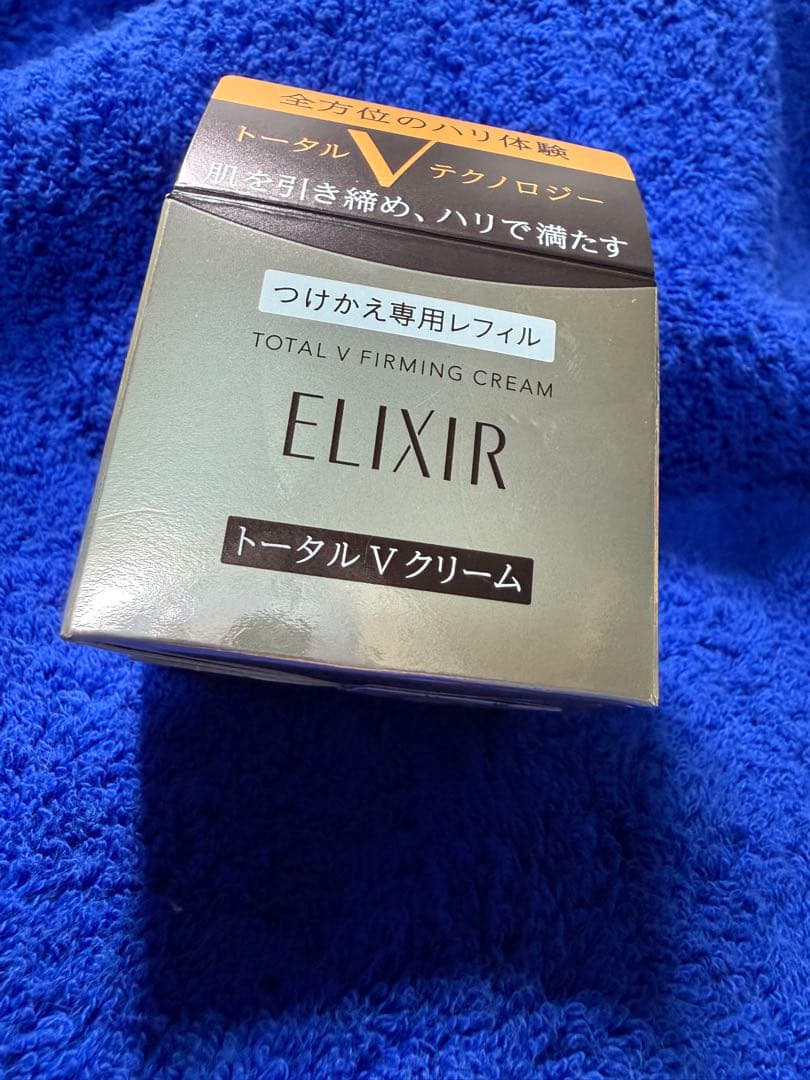 全方位のハリ体験
トータル V テクノロジー
肌を引き締め、ハリで満たす
つけかえ専用レフィル
TOTAL V FIRMING CREAM
ELIXIR
トータル V クリーム